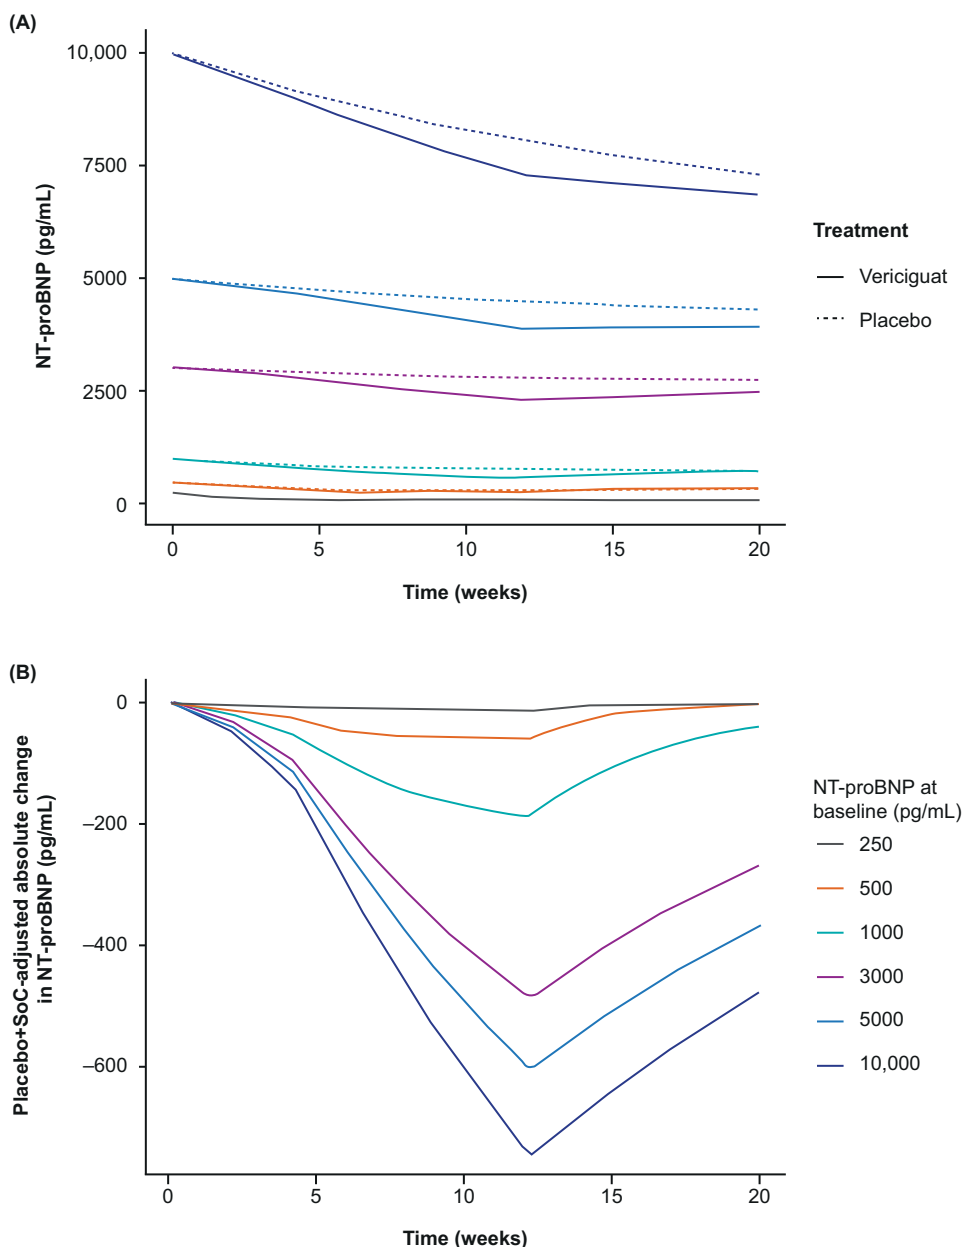 (A)
10,000
7500
5000
2500
0
NT-proBNP (pg/mL)
0 5 10 15 20
Time (weeks)
Treatment
Vericiguat
Placebo
(B)
0
–200
–400
–600
Placebo+SoC-adjusted absolute change
in NT-proBNP (pg/mL)
0 5 10 15 20
Time (weeks)
NT-proBNP at
baseline (pg/mL)
250
500
1000
3000
5000
10,000